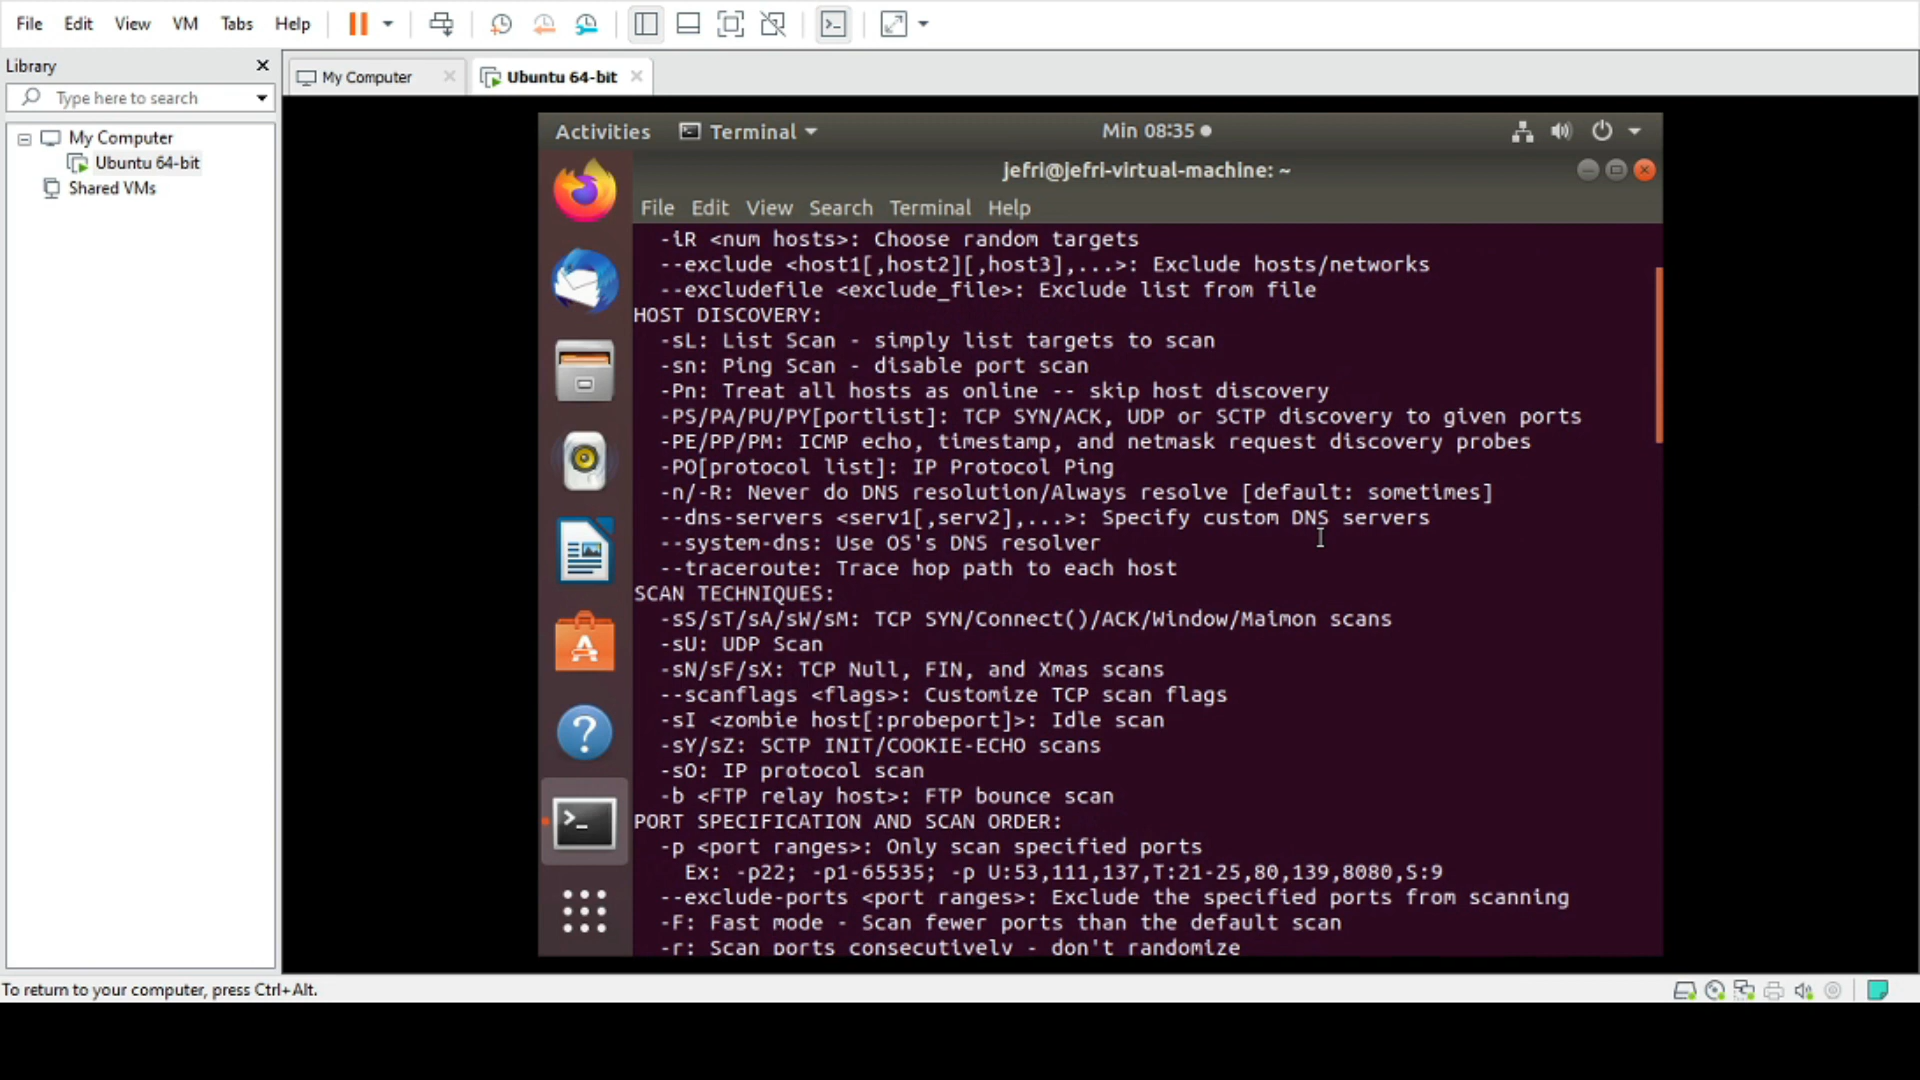 File Edit View VM Tabs Help
Library
My Computer
Ubuntu 64-bit
Type here to search
My Computer
Ubuntu 64-bit
Shared VMs
Activities
Terminal
Min 08:35
jefri@jefri-virtual-machine: ~
File Edit View Search Terminal Help
-iR <num hosts>: Choose random targets
--exclude <host1[,host2][,host3],...>: Exclude hosts/networks
--excludefile <exclude_file>: Exclude list from file
HOST DISCOVERY:
-sL: List Scan - simply list targets to scan
-sn: Ping Scan - disable port scan
-Pn: Treat all hosts as online -- skip host discovery
-PS/PA/PU/PY[portlist]: TCP SYN/ACK, UDP or SCTP discovery to given ports
-PE/PP/PM: ICMP echo, timestamp, and netmask request discovery probes
-PO[protocol list]: IP Protocol Ping
-n/-R: Never do DNS resolution/Always resolve [default: sometimes]
--dns-servers <serv1[,serv2],...>: Specify custom DNS servers
--system-dns: Use OS's DNS resolver
--traceroute: Trace hop path to each host
SCAN TECHNIQUES:
-sS/sT/sA/sW/sM: TCP SYN/Connect()/ACK/Window/Maimon scans
-sU: UDP Scan
-sN/sF/sX: TCP Null, FIN, and Xmas scans
--scanflags <flags>: Customize TCP scan flags
-sI <zombie host[:probeport]>: Idle scan
-sY/sZ: SCTP INIT/COOKIE-ECHO scans
-sO: IP protocol scan
-b <FTP relay host>: FTP bounce scan
PORT SPECIFICATION AND SCAN ORDER:
-p <port ranges>: Only scan specified ports
Ex: -p22; -p1-65535; -p U:53,111,137,T:21-25,80,139,8080,S:9
--exclude-ports <port ranges>: Exclude the specified ports from scanning
-F: Fast mode - Scan fewer ports than the default scan
-r: Scan ports consecutively - don't randomize
To return to your computer, press Ctrl+Alt.